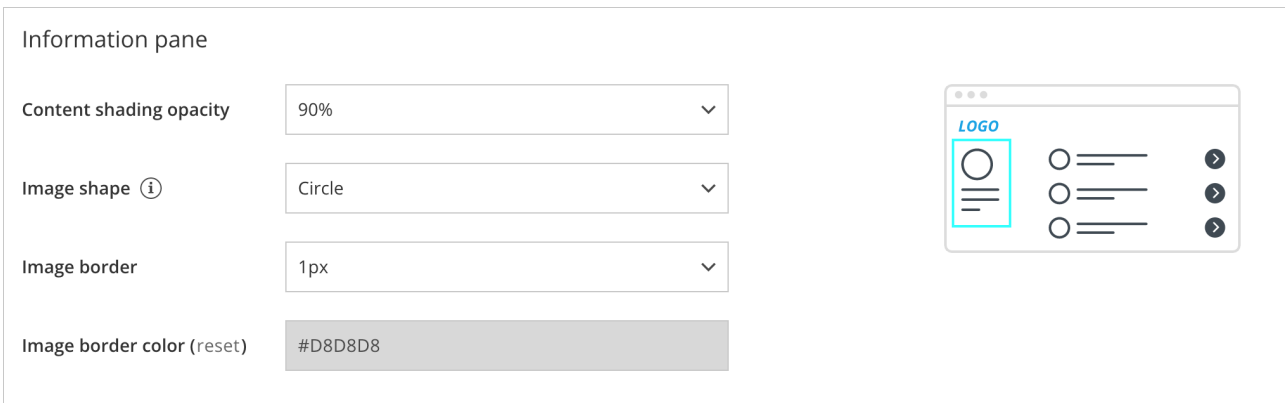 Information pane
Content shading opacity
90%
LOGO
Image shape
Circle
Image border
1px
Image border color (reset)
#D8D8D8